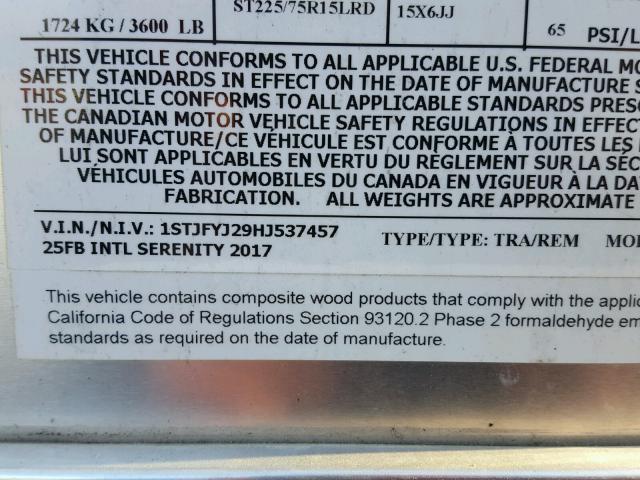 1724 KG / 3600 LB ST225/75R15LRD 15X6JJ 65 PSI/L
THIS VEHICLE CONFORMS TO ALL APPLICABLE U.S. FEDERAL MO
SAFETY STANDARDS IN EFFECT ON THE DATE OF MANUFACTURE S
THIS VEHICLE CONFORMS TO ALL APPLICABLE STANDARDS PRES
THE CANADIAN MOTOR VEHICLE SAFETY REGULATIONS IN EFFEC
OF MANUFACTURE/CE VÉHICULE EST CONFORME À TOUTES LES
LUI SONT APPLICABLES EN VERTU DU RÉGLEMENT SUR LA SÉC
VÉHICULES AUTOMOBILES DU CANADA EN VIGUEUR À LA DA
FABRICATION. ALL WEIGHTS ARE APPROXIMATE
V.I.N./N.I.V.: 1STJFYJ29HJ537457 TYPE/TYPE: TRA/REM MO
25FB INTL SERENITY 2017
This vehicle contains composite wood products that comply with the applic
California Code of Regulations Section 93120.2 Phase 2 formaldehyde em
standards as required on the date of manufacture.